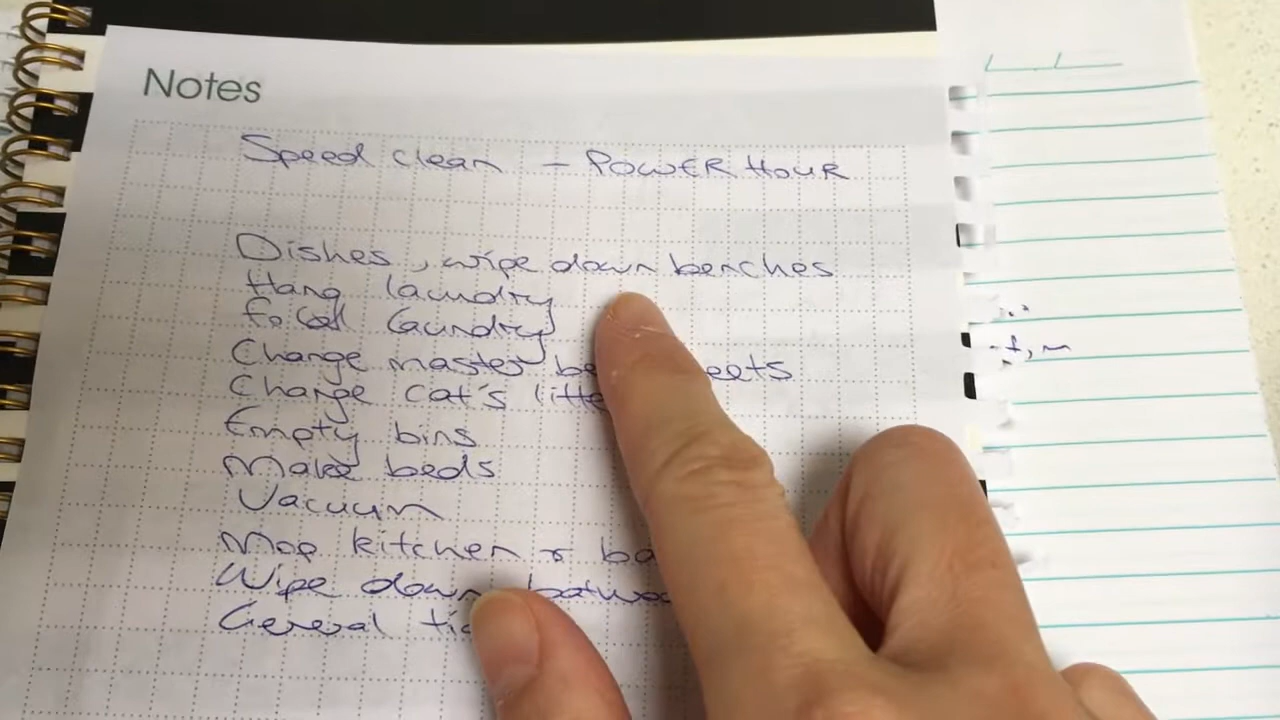 Notes
Speed clean - POWER HOUR
Dishes, wipe down benches
Hang laundry
Fold laundry
Change master
Change cat's
Empty bins
Make beds
Vacuum
Mop kitchen &
Wipe down
General